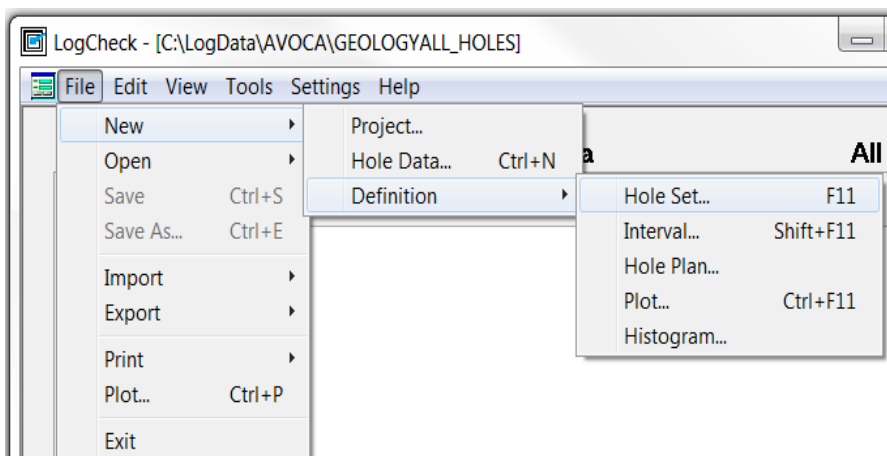 LogCheck - [C:\LogData\AVOCA\GEOLOGYALL_HOLES]
File Edit View Tools Settings Help
New
Open
Save Ctrl+S
Save As... Ctrl+E
Import
Export
Print
Plot... Ctrl+P
Exit
Project...
Hole Data... Ctrl+N
Definition
a All
Hole Set... F11
Interval... Shift+F11
Hole Plan...
Plot... Ctrl+F11
Histogram...